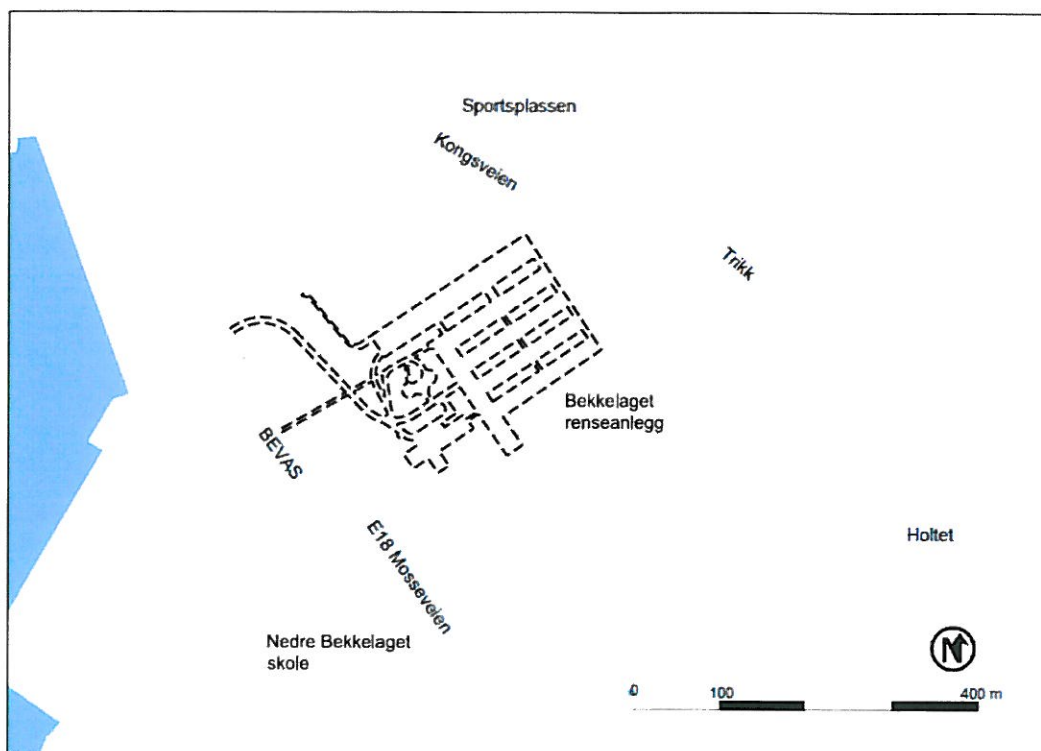 Sportsplassen
Kongsveien
Trikk
Bekkelaget
renseanlegg
BEVAS
E18 Mosseveien
Holtet
Nedre Bekkelaget
skole
N
0 100 400 m